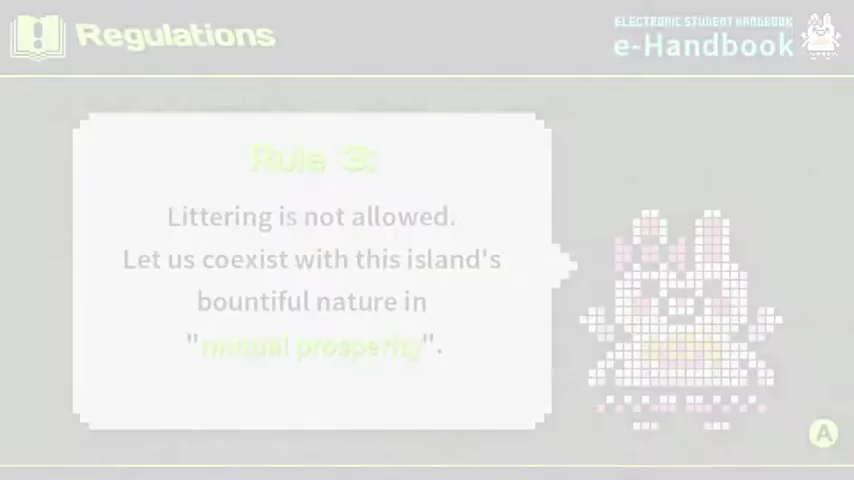 Regulations
ELECTRONIC STUDENT HANDBOOK
e-Handbook
Rule 3:
Littering is not allowed.
Let us coexist with this island's
bountiful nature in
"mutual prosperity".
A